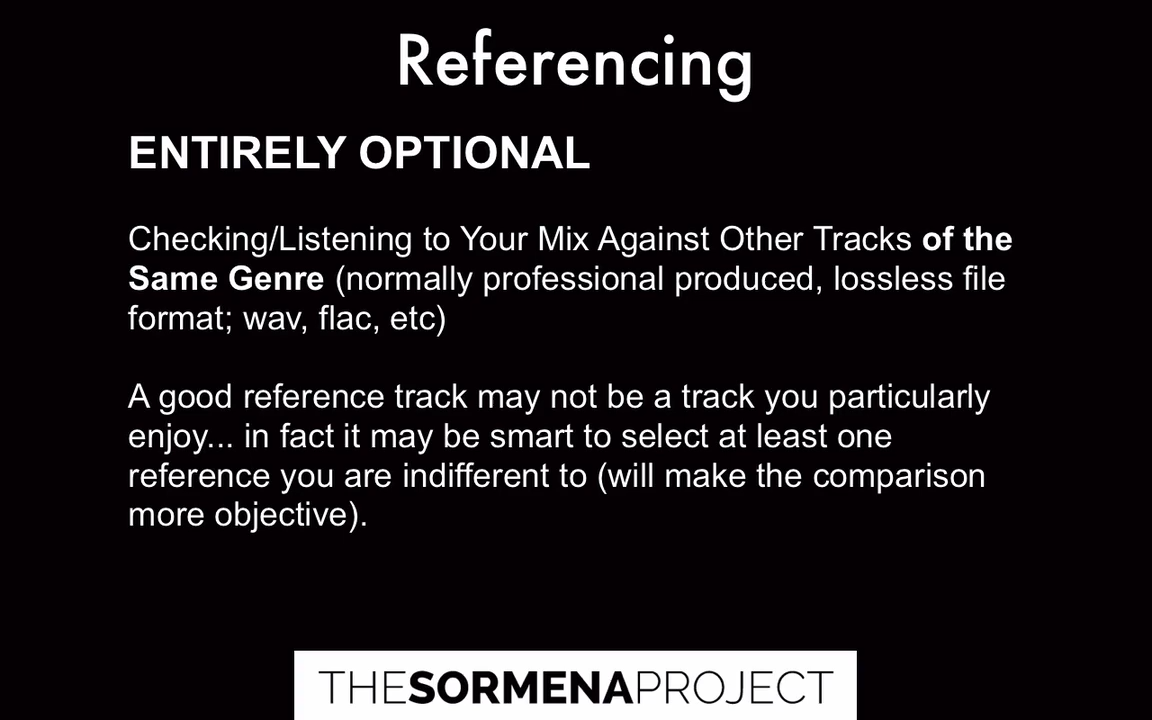 Referencing
ENTIRELY OPTIONAL
Checking/Listening to Your Mix Against Other Tracks of the
Same Genre (normally professional produced, lossless file
format; wav, flac, etc)
A good reference track may not be a track you particularly
enjoy... in fact it may be smart to select at least one
reference you are indifferent to (will make the comparison
more objective).
THESORMENAPROJECT